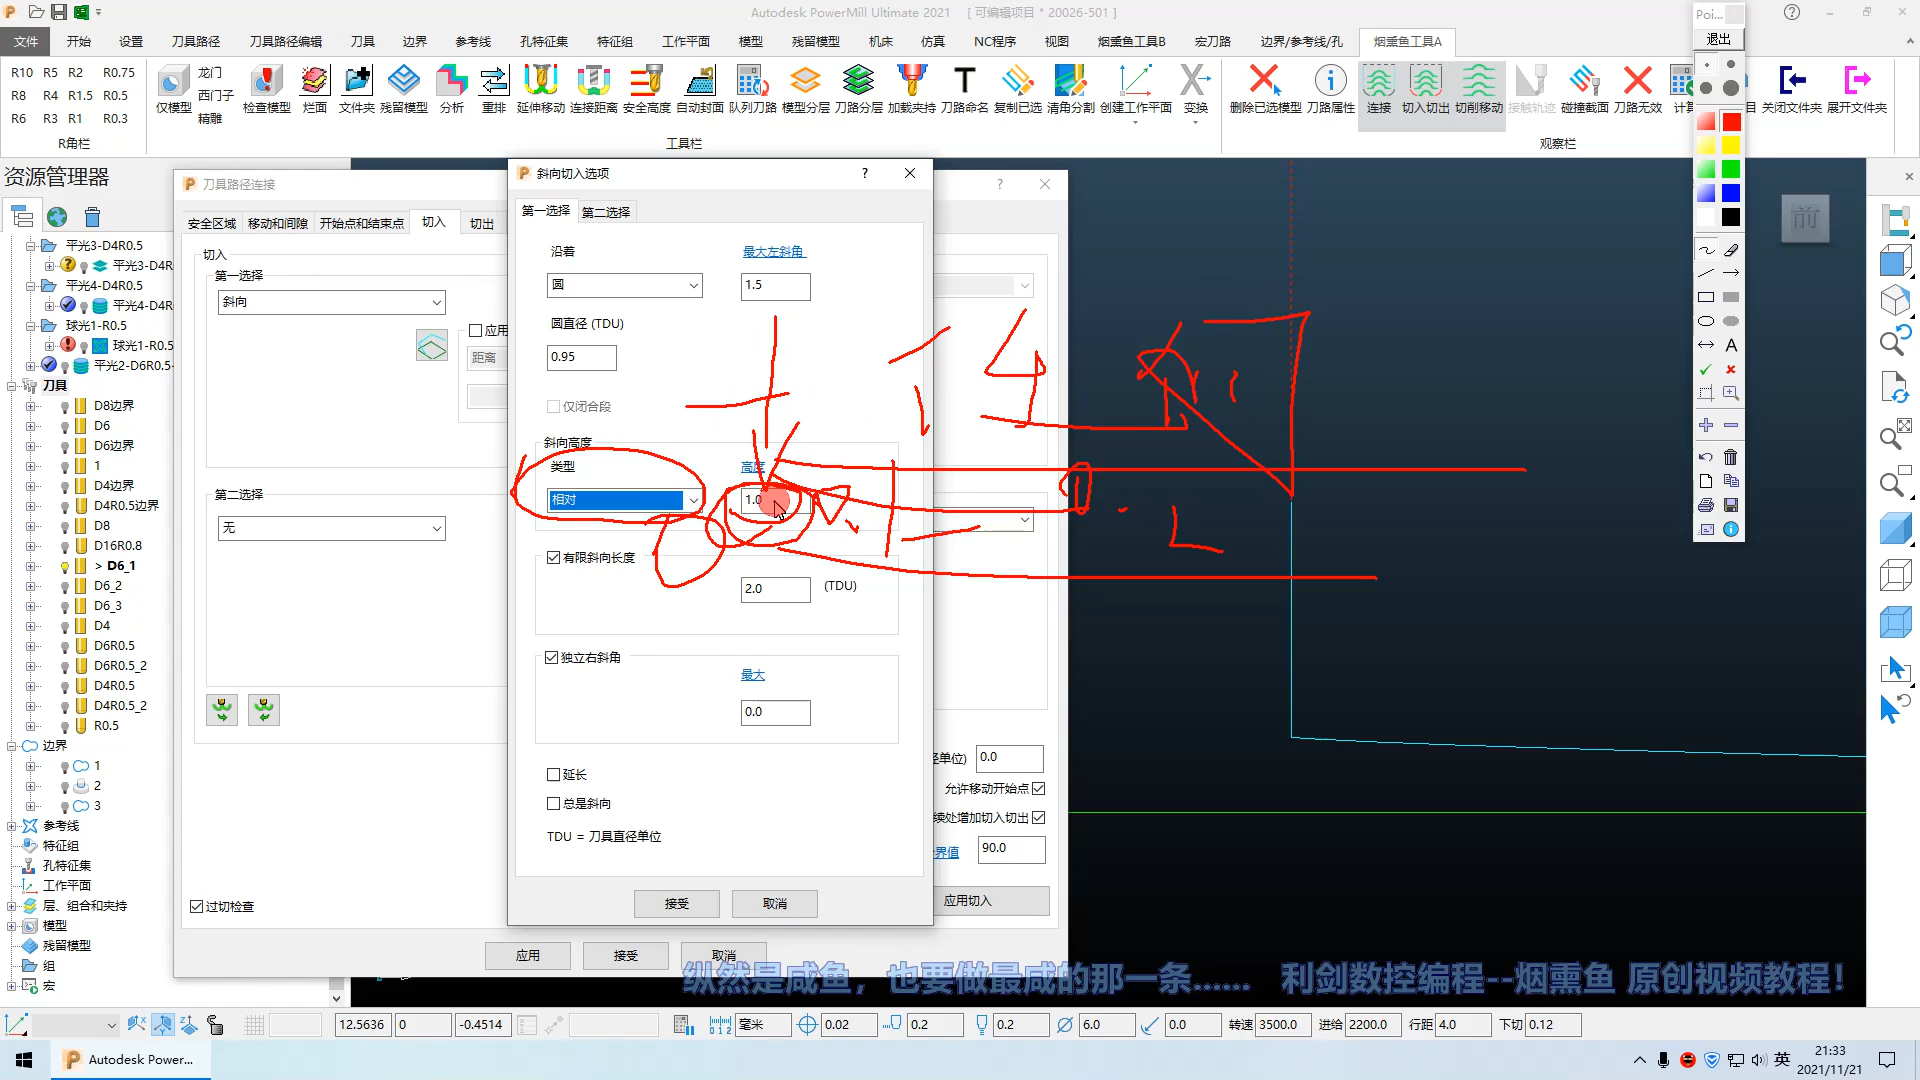 Autodesk PowerMill Ultimate 2021 [ 可编辑项目 * 20026-501 ]
文件 开始 设置 刀具路径 刀具路径编辑 刀具 边界 参考线 孔特征集 特征组 工作平面 模型 残留模型 机床 仿真 NC程序 视图 烟熏鱼工具B 宏刀路 边界/参考线/孔 烟熏鱼工具A
Poi...
退出
R10 R5 R2 R0.75
R8 R4 R1.5 R0.5
R6 R3 R1 R0.3
R角栏
仅模型
龙门
西门子
精雕
检查模型 烂面 文件夹 残留模型 分析 重排 延伸移动 连接距离 安全高度 自动封面 队列刀路 模型分层 刀路分层 加载夹持 刀路命名 复制已选 清角分割 创建工作平面 变换
工具栏
删除已选模型 刀路属性 连接 切入切出 切削移动 接触轨迹 碰撞截面 刀路无效 计 目 关闭文件夹 展开文件夹
观察栏
资源管理器
平光3-D4R0.5
平光3-D4R
平光4-D4R0.5
平光4-D4R
球光1-R0.5
球光1-R0.5
平光2-D6R0.5-
刀具
D8边界
D6
D6边界
1
D4边界
D4R0.5边界
D8
D16R0.8
> D6_1
D6_2
D6_3
D4
D6R0.5
D6R0.5_2
D4R0.5
D4R0.5_2
R0.5
边界
1
2
3
参考线
特征组
孔特征集
工作平面
层、组合和夹持
模型
残留模型
组
宏
刀具路径连接
安全区域 移动和间隙 开始点和结束点 切入 切出
切入
第一选择
斜向
应用
距离
第二选择
无
过切检查
应用 接受 取消
斜向切入选项
第一选择 第二选择
沿着 最大左斜角
圆 1.5
圆直径 (TDU)
0.95
仅闭合段
斜向高度
类型 高度
相对 1.0
有限斜向长度
2.0 (TDU)
独立右斜角
最大
0.0
延长
总是斜向
TDU = 刀具直径单位
接受 取消
径单位) 0.0
允许移动开始点
续处增加切入切出
界值 90.0
应用切入
前
纵然是咸鱼，也要做最咸的那一条...... 利剑数控编程--烟熏鱼 原创视频教程！
12.5636 0 -0.4514 毫米 0.02 0.2 0.2 6.0 0.0 转速 3500.0 进给 2200.0 行距 4.0 下切 0.12
Autodesk Power...
英
21:33
2021/11/21